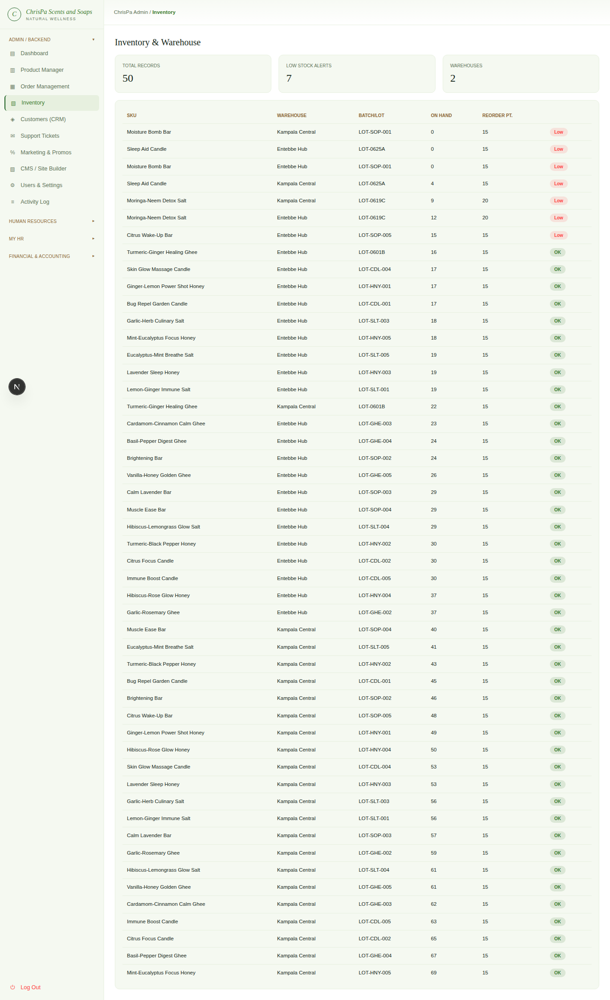 C
ChrisPa Scents and Soaps
NATURAL WELLNESS
ADMIN / BACKEND
Dashboard
Product Manager
Order Management
Inventory
Customers (CRM)
Support Tickets
% Marketing & Promos
CMS / Site Builder
Users & Settings
Activity Log
HUMAN RESOURCES
MY HR
FINANCIAL & ACCOUNTING
N
Log Out
ChrisPa Admin / Inventory
Inventory & Warehouse
TOTAL RECORDS
50
LOW STOCK ALERTS
7
WAREHOUSES
2
SKU WAREHOUSE BATCH/LOT ON HAND REORDER PT.
Moisture Bomb Bar Kampala Central LOT-SOP-001 0 15 Low
Sleep Aid Candle Entebbe Hub LOT-0625A 0 15 Low
Moisture Bomb Bar Entebbe Hub LOT-SOP-001 0 15 Low
Sleep Aid Candle Kampala Central LOT-0625A 4 15 Low
Moringa-Neem Detox Salt Kampala Central LOT-0619C 9 20 Low
Moringa-Neem Detox Salt Entebbe Hub LOT-0619C 12 20 Low
Citrus Wake-Up Bar Entebbe Hub LOT-SOP-005 15 15 Low
Turmeric-Ginger Healing Ghee Entebbe Hub LOT-0601B 16 15 OK
Skin Glow Massage Candle Entebbe Hub LOT-CDL-004 17 15 OK
Ginger-Lemon Power Shot Honey Entebbe Hub LOT-HNY-001 17 15 OK
Bug Repel Garden Candle Entebbe Hub LOT-CDL-001 17 15 OK
Garlic-Herb Culinary Salt Entebbe Hub LOT-SLT-003 18 15 OK
Mint-Eucalyptus Focus Honey Entebbe Hub LOT-HNY-005 18 15 OK
Eucalyptus-Mint Breathe Salt Entebbe Hub LOT-SLT-005 19 15 OK
Lavender Sleep Honey Entebbe Hub LOT-HNY-003 19 15 OK
Lemon-Ginger Immune Salt Entebbe Hub LOT-SLT-001 19 15 OK
Turmeric-Ginger Healing Ghee Kampala Central LOT-0601B 22 15 OK
Cardamom-Cinnamon Calm Ghee Entebbe Hub LOT-GHE-003 23 15 OK
Basil-Pepper Digest Ghee Entebbe Hub LOT-GHE-004 24 15 OK
Brightening Bar Entebbe Hub LOT-SOP-002 24 15 OK
Vanilla-Honey Golden Ghee Entebbe Hub LOT-GHE-005 26 15 OK
Calm Lavender Bar Entebbe Hub LOT-SOP-003 29 15 OK
Muscle Ease Bar Entebbe Hub LOT-SOP-004 29 15 OK
Hibiscus-Lemongrass Glow Salt Entebbe Hub LOT-SLT-004 29 15 OK
Turmeric-Black Pepper Honey Entebbe Hub LOT-HNY-002 30 15 OK
Citrus Focus Candle Entebbe Hub LOT-CDL-002 30 15 OK
Immune Boost Candle Entebbe Hub LOT-CDL-005 30 15 OK
Hibiscus-Rose Glow Honey Entebbe Hub LOT-HNY-004 37 15 OK
Garlic-Rosemary Ghee Entebbe Hub LOT-GHE-002 37 15 OK
Muscle Ease Bar Kampala Central LOT-SOP-004 40 15 OK
Eucalyptus-Mint Breathe Salt Kampala Central LOT-SLT-005 41 15 OK
Turmeric-Black Pepper Honey Kampala Central LOT-HNY-002 43 15 OK
Bug Repel Garden Candle Kampala Central LOT-CDL-001 45 15 OK
Brightening Bar Kampala Central LOT-SOP-002 46 15 OK
Citrus Wake-Up Bar Kampala Central LOT-SOP-005 48 15 OK
Ginger-Lemon Power Shot Honey Kampala Central LOT-HNY-001 49 15 OK
Hibiscus-Rose Glow Honey Kampala Central LOT-HNY-004 50 15 OK
Skin Glow Massage Candle Kampala Central LOT-CDL-004 53 15 OK
Lavender Sleep Honey Kampala Central LOT-HNY-003 53 15 OK
Garlic-Herb Culinary Salt Kampala Central LOT-SLT-003 56 15 OK
Lemon-Ginger Immune Salt Kampala Central LOT-SLT-001 56 15 OK
Calm Lavender Bar Kampala Central LOT-SOP-003 57 15 OK
Garlic-Rosemary Ghee Kampala Central LOT-GHE-002 59 15 OK
Hibiscus-Lemongrass Glow Salt Kampala Central LOT-SLT-004 61 15 OK
Vanilla-Honey Golden Ghee Kampala Central LOT-GHE-005 61 15 OK
Cardamom-Cinnamon Calm Ghee Kampala Central LOT-GHE-003 62 15 OK
Immune Boost Candle Kampala Central LOT-CDL-005 63 15 OK
Citrus Focus Candle Kampala Central LOT-CDL-002 65 15 OK
Basil-Pepper Digest Ghee Kampala Central LOT-GHE-004 67 15 OK
Mint-Eucalyptus Focus Honey Kampala Central LOT-HNY-005 69 15 OK